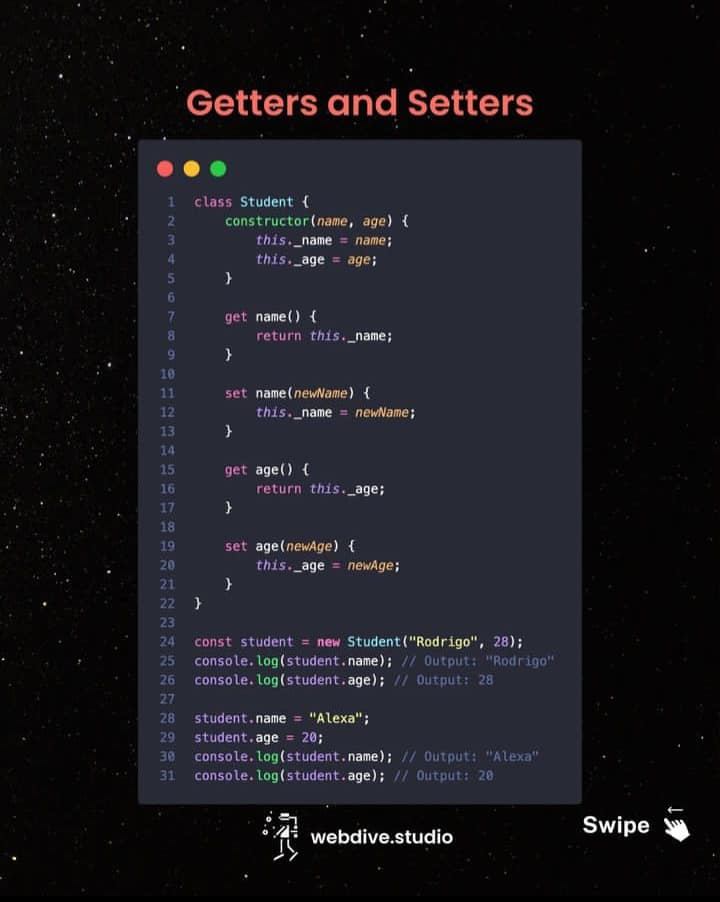 Getters and Setters
1 class Student {
2 constructor(name, age) {
3 this._name = name;
4 this._age = age;
5 }
6
7 get name() {
8 return this._name;
9 }
10
11 set name(newName) {
12 this._name = newName;
13 }
14
15 get age() {
16 return this._age;
17 }
18
19 set age(newAge) {
20 this._age = newAge;
21 }
22 }
23
24 const student = new Student("Rodrigo", 28);
25 console.log(student.name); // Output: "Rodrigo"
26 console.log(student.age); // Output: 28
27
28 student.name = "Alexa";
29 student.age = 20;
30 console.log(student.name); // Output: "Alexa"
31 console.log(student.age); // Output: 20
webdive.studio
Swipe